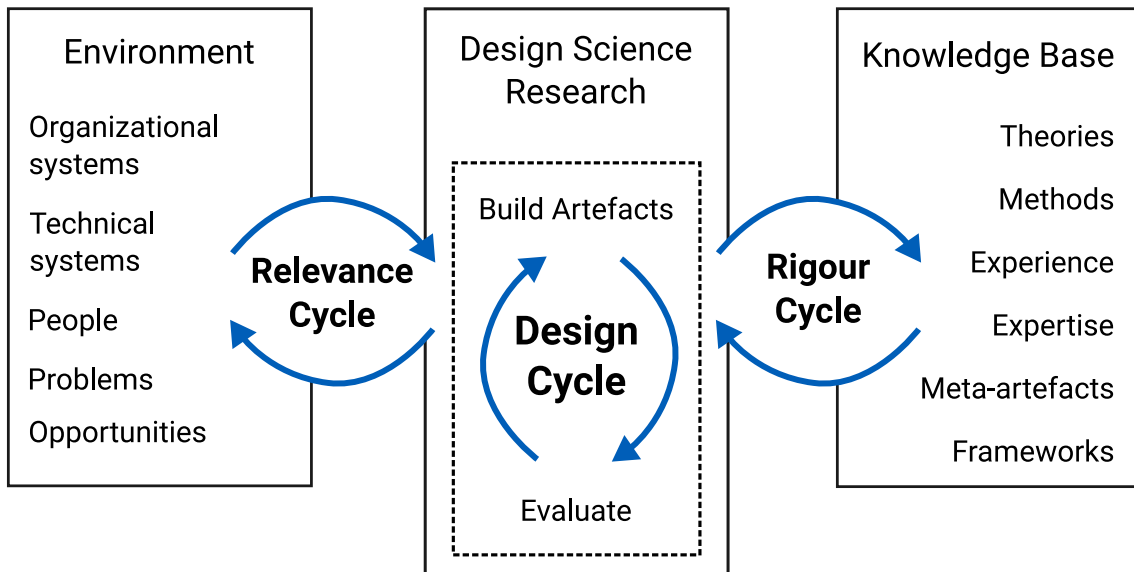 Environment
Organizational
systems
Technical
systems
People
Problems
Opportunities
Relevance
Cycle
Design Science
Research
Build Artefacts
Design
Cycle
Evaluate
Rigour
Cycle
Knowledge Base
Theories
Methods
Experience
Expertise
Meta-artefacts
Frameworks